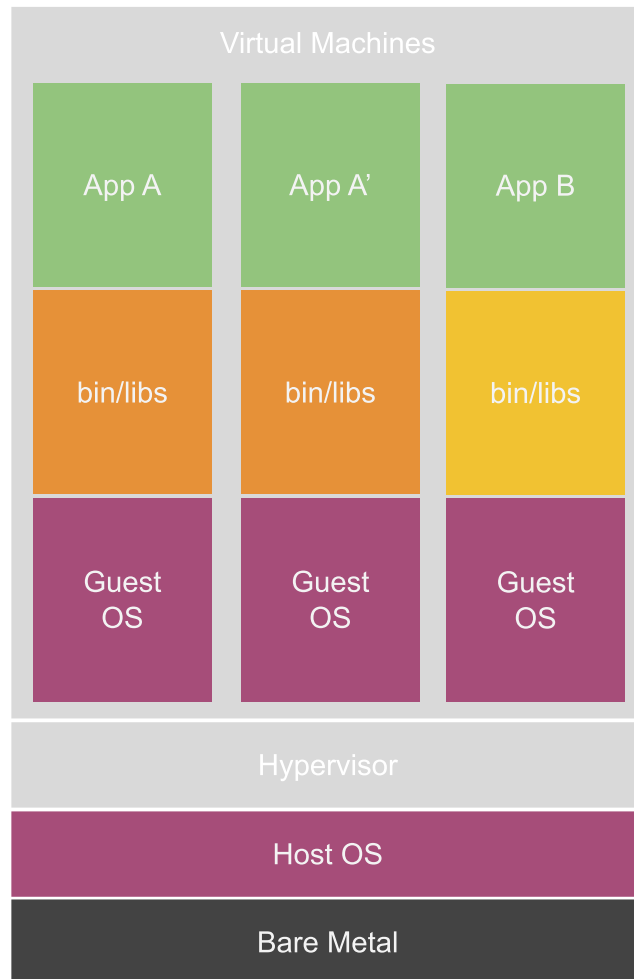 Virtual Machines
App A
App A’
App B
bin/libs
bin/libs
bin/libs
Guest
OS
Guest
OS
Guest
OS
Hypervisor
Host OS
Bare Metal